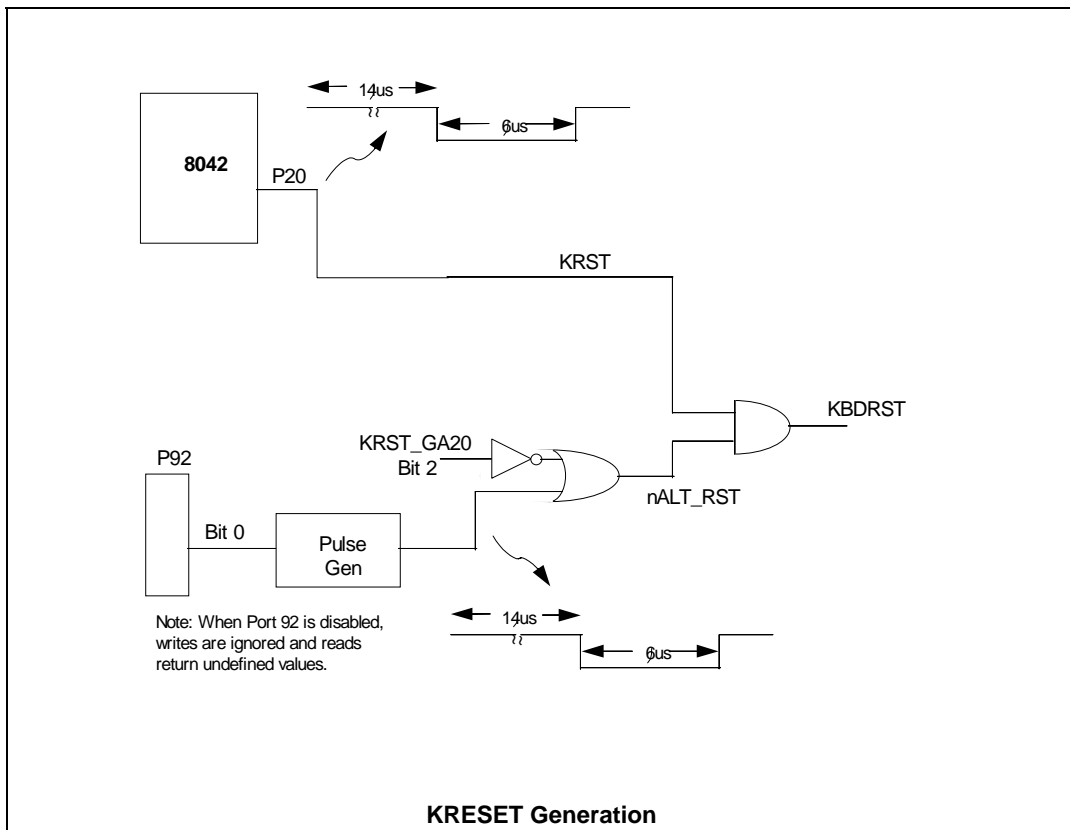 14us
6us
8042
P20
KRST
KBDRST
KRST_GA20
Bit 2
nALT_RST
P92
Bit 0
Pulse
Gen
14us
6us
Note: When Port 92 is disabled,
writes are ignored and reads
return undefined values.
KRESET Generation